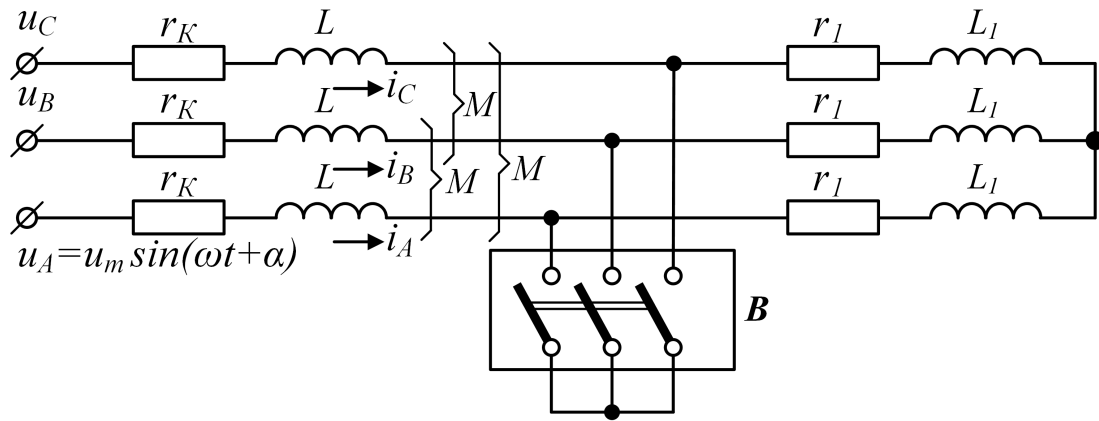 u_C r_K L r_1 L_1
i_C
u_B r_K L M r_1 L_1
i_B M M
r_K L r_1 L_1
i_A
u_A=u_m sin(ωt+α)
B